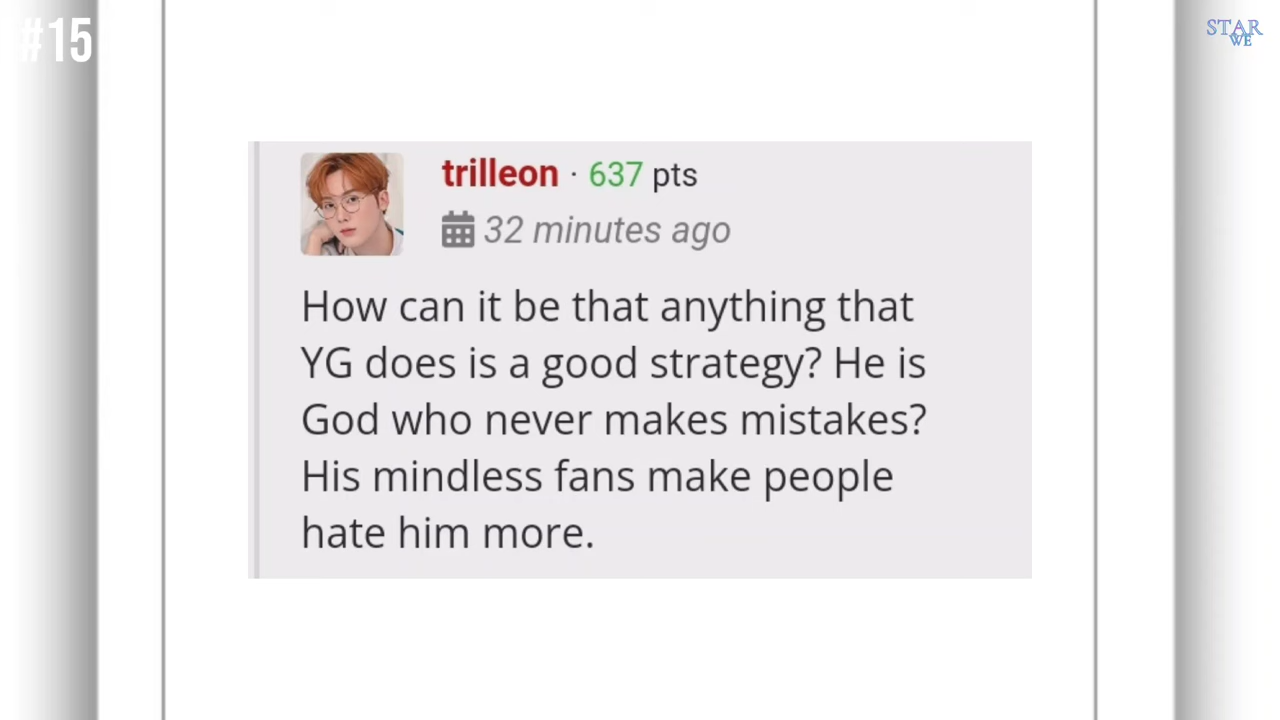 #15
STAR
WE
trilleon · 637 pts
32 minutes ago
How can it be that anything that
YG does is a good strategy? He is
God who never makes mistakes?
His mindless fans make people
hate him more.